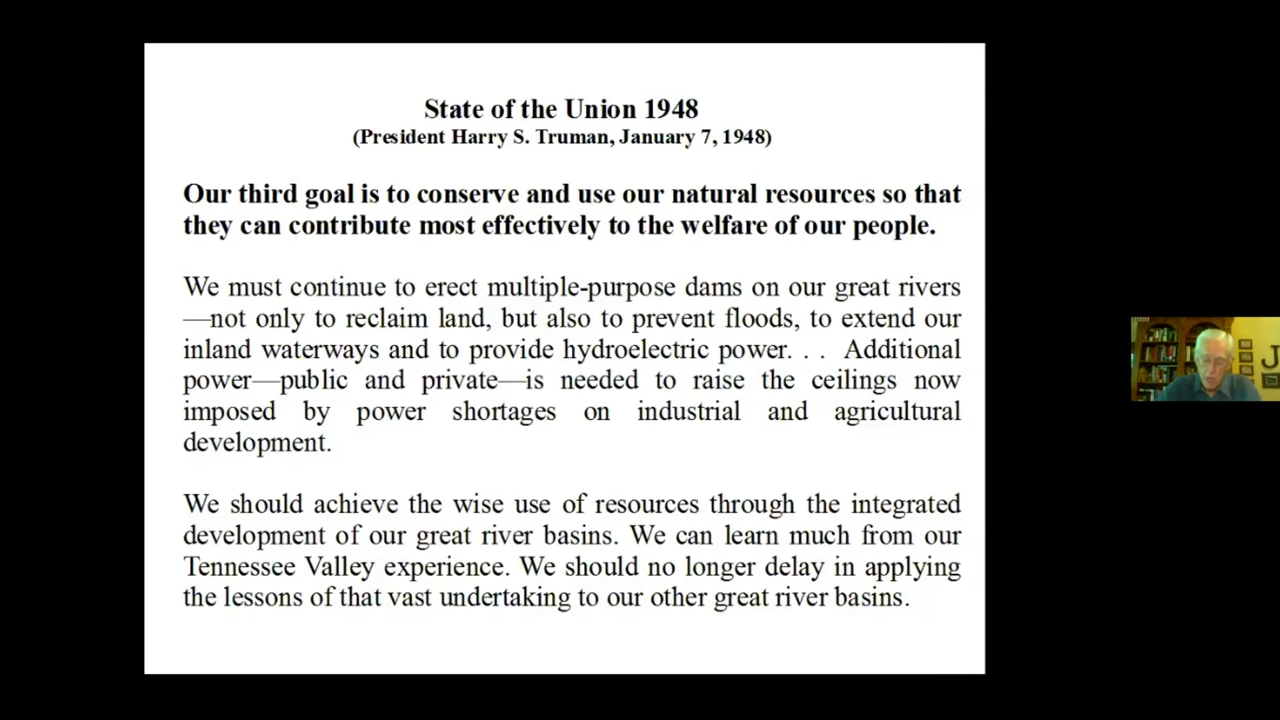 State of the Union 1948
(President Harry S. Truman, January 7, 1948)
Our third goal is to conserve and use our natural resources so that
they can contribute most effectively to the welfare of our people.
We must continue to erect multiple-purpose dams on our great rivers
—not only to reclaim land, but also to prevent floods, to extend our
inland waterways and to provide hydroelectric power. . . Additional
power—public and private—is needed to raise the ceilings now
imposed by power shortages on industrial and agricultural
development.
We should achieve the wise use of resources through the integrated
development of our great river basins. We can learn much from our
Tennessee Valley experience. We should no longer delay in applying
the lessons of that vast undertaking to our other great river basins.
J